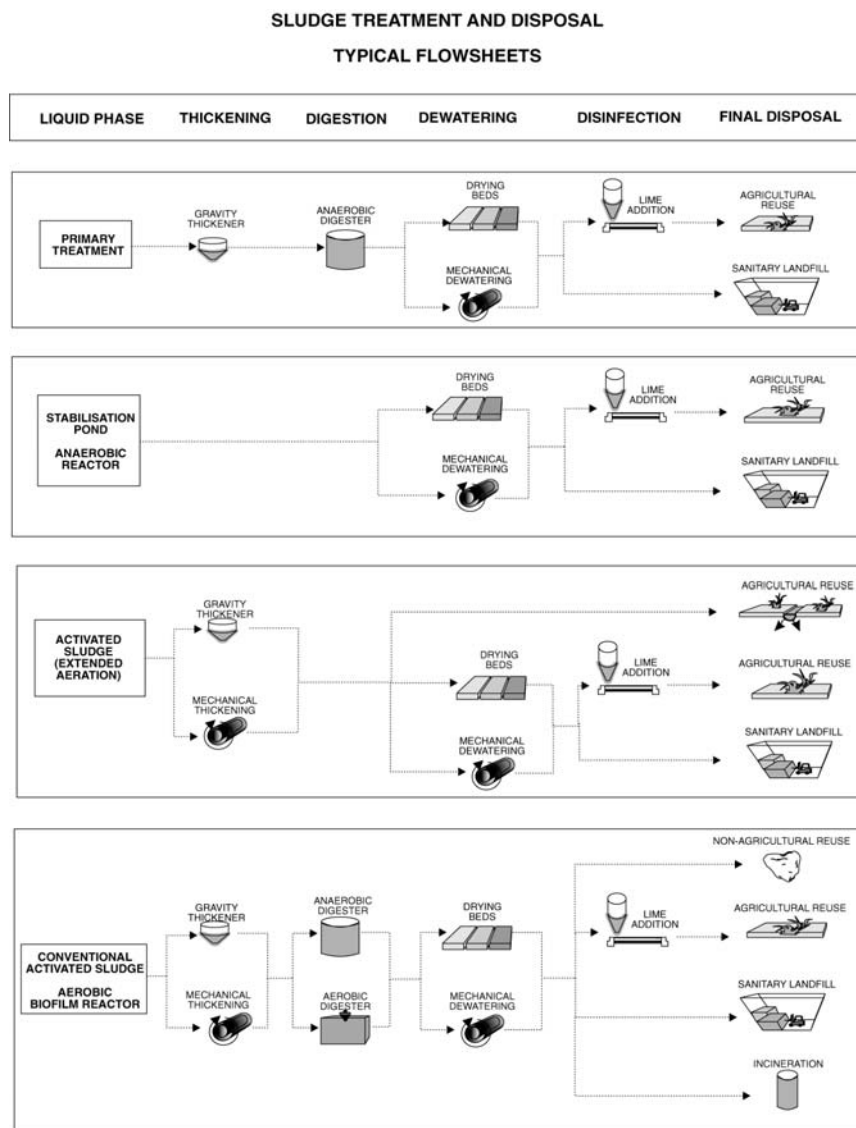 SLUDGE TREATMENT AND DISPOSAL
TYPICAL FLOWSHEETS
LIQUID PHASE THICKENING DIGESTION DEWATERING DISINFECTION FINAL DISPOSAL
PRIMARY
TREATMENT
GRAVITY
THICKENER
ANAEROBIC
DIGESTER
DRYING
BEDS
MECHANICAL
DEWATERING
LIME
ADDITION
AGRICULTURAL
REUSE
SANITARY LANDFILL
STABILISATION
POND
ANAEROBIC
REACTOR
DRYING
BEDS
MECHANICAL
DEWATERING
LIME
ADDITION
AGRICULTURAL
REUSE
SANITARY LANDFILL
ACTIVATED
SLUDGE
(EXTENDED
AERATION)
GRAVITY
THICKENER
MECHANICAL
THICKENING
DRYING
BEDS
MECHANICAL
DEWATERING
LIME
ADDITION
AGRICULTURAL REUSE
AGRICULTURAL REUSE
SANITARY LANDFILL
CONVENTIONAL
ACTIVATED SLUDGE
AEROBIC
BIOFILM REACTOR
GRAVITY
THICKENER
MECHANICAL
THICKENING
ANAEROBIC
DIGESTER
AEROBIC
DIGESTER
DRYING
BEDS
MECHANICAL
DEWATERING
LIME
ADDITION
NON-AGRICULTURAL REUSE
AGRICULTURAL REUSE
SANITARY LANDFILL
INCINERATION